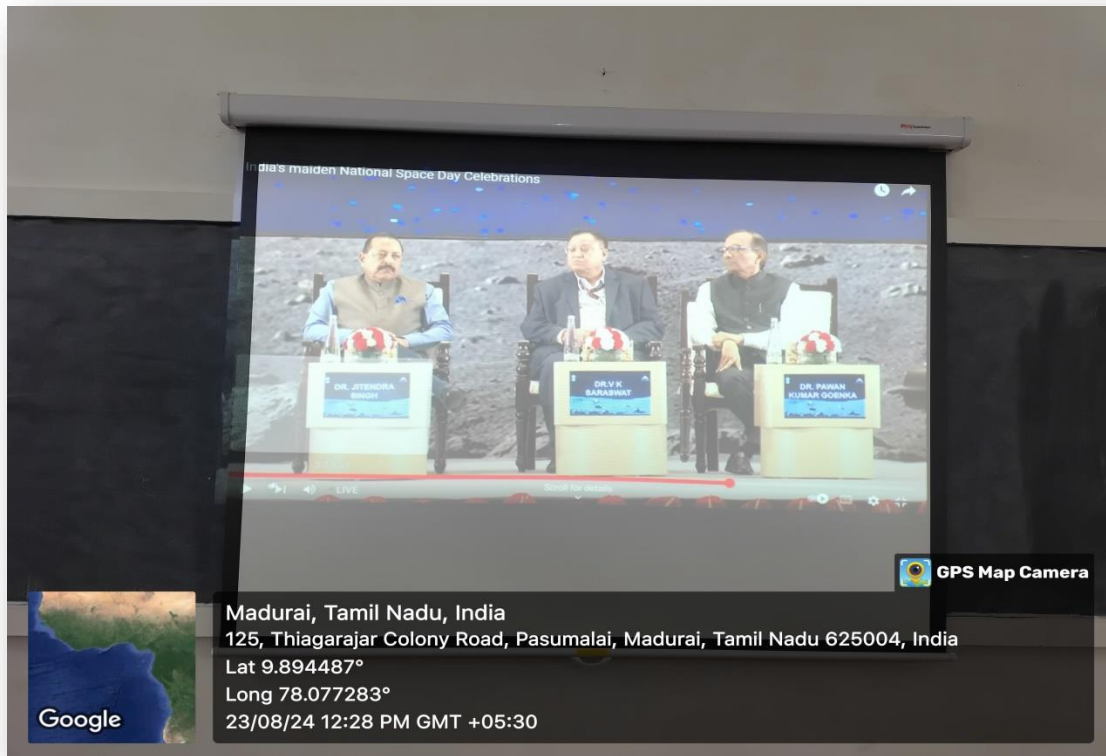 India's maiden National Space Day Celebrations
DR. JITENDRA
SINGH
DR.V K
SARASWAT
DR. PAWAN
KUMAR GOENKA
LIVE
Scroll for details
GPS Map Camera
Google
Madurai, Tamil Nadu, India
125, Thiagarajar Colony Road, Pasumalai, Madurai, Tamil Nadu 625004, India
Lat 9.894487°
Long 78.077283°
23/08/24 12:28 PM GMT +05:30